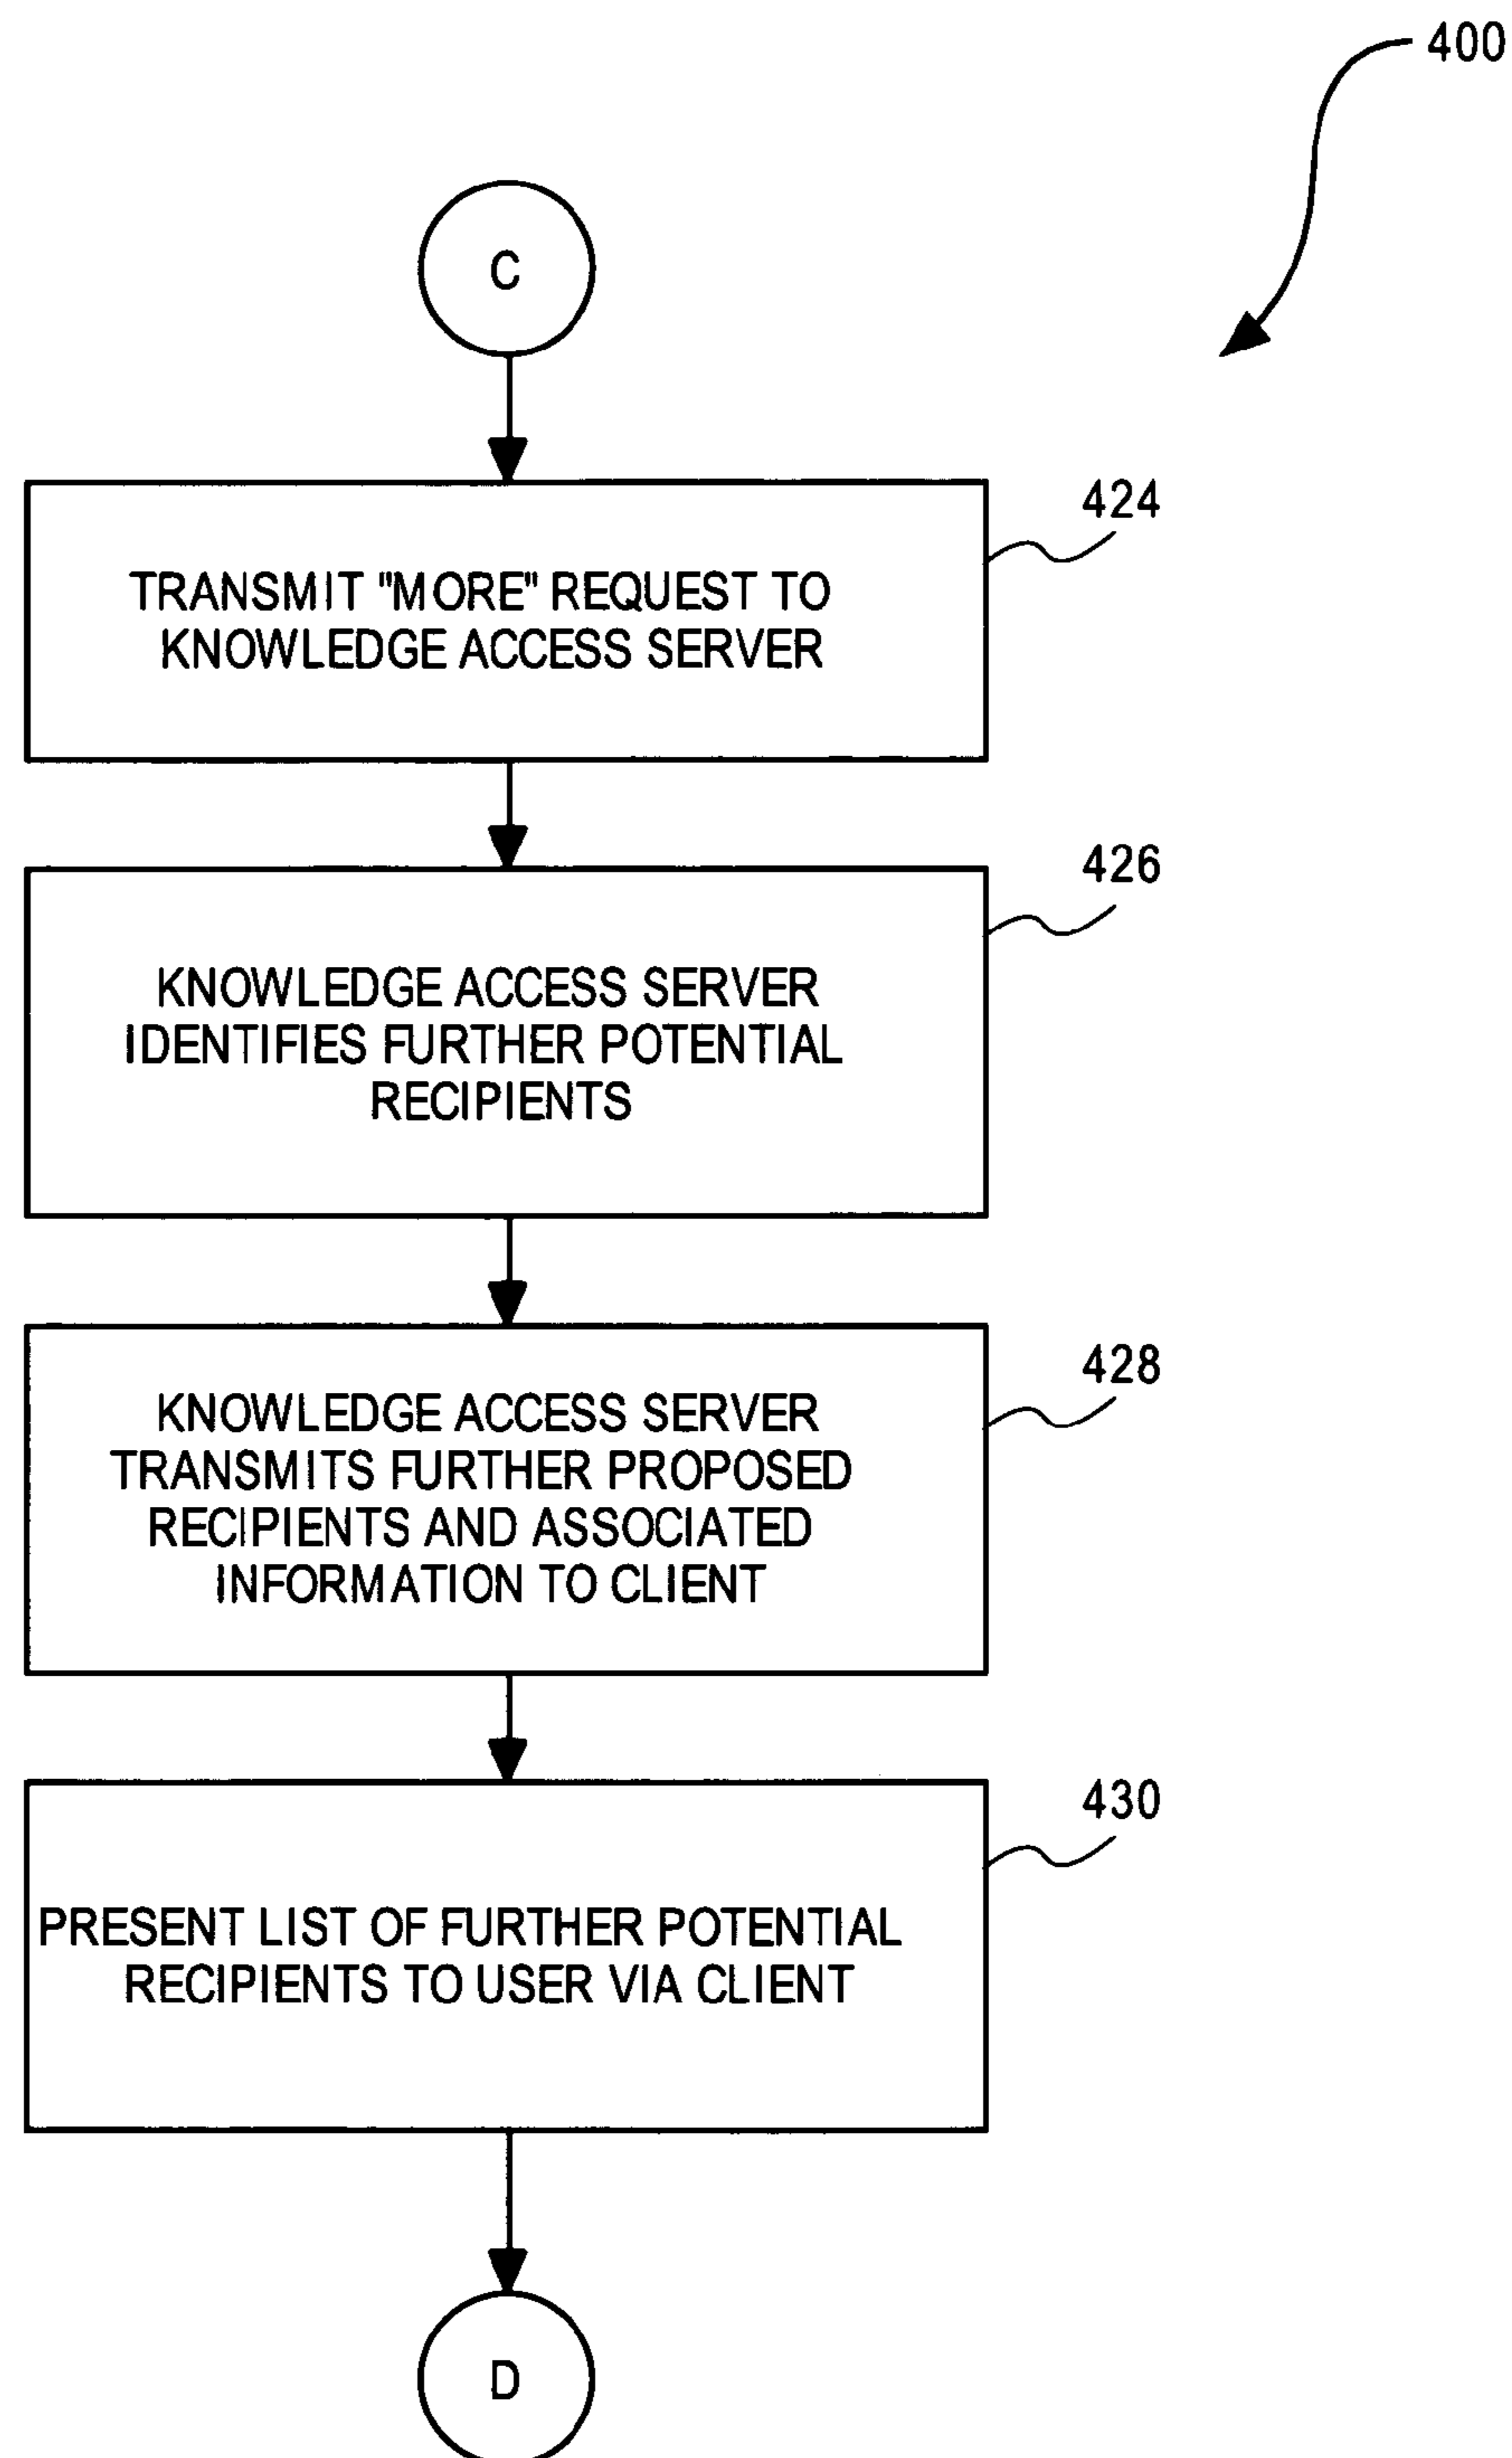 400
C
424
TRANSMIT "MORE" REQUEST TO
KNOWLEDGE ACCESS SERVER
426
KNOWLEDGE ACCESS SERVER
IDENTIFIES FURTHER POTENTIAL
RECIPIENTS
428
KNOWLEDGE ACCESS SERVER
TRANSMITS FURTHER PROPOSED
RECIPIENTS AND ASSOCIATED
INFORMATION TO CLIENT
430
PRESENT LIST OF FURTHER POTENTIAL
RECIPIENTS TO USER VIA CLIENT
D